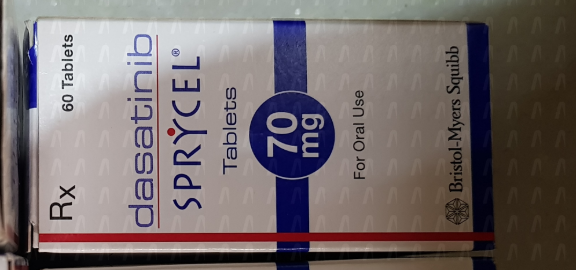 Rx
60 Tablets
dasatinib
SPRYCEL®
Tablets
70
mg
For Oral Use
Bristol-Myers Squibb